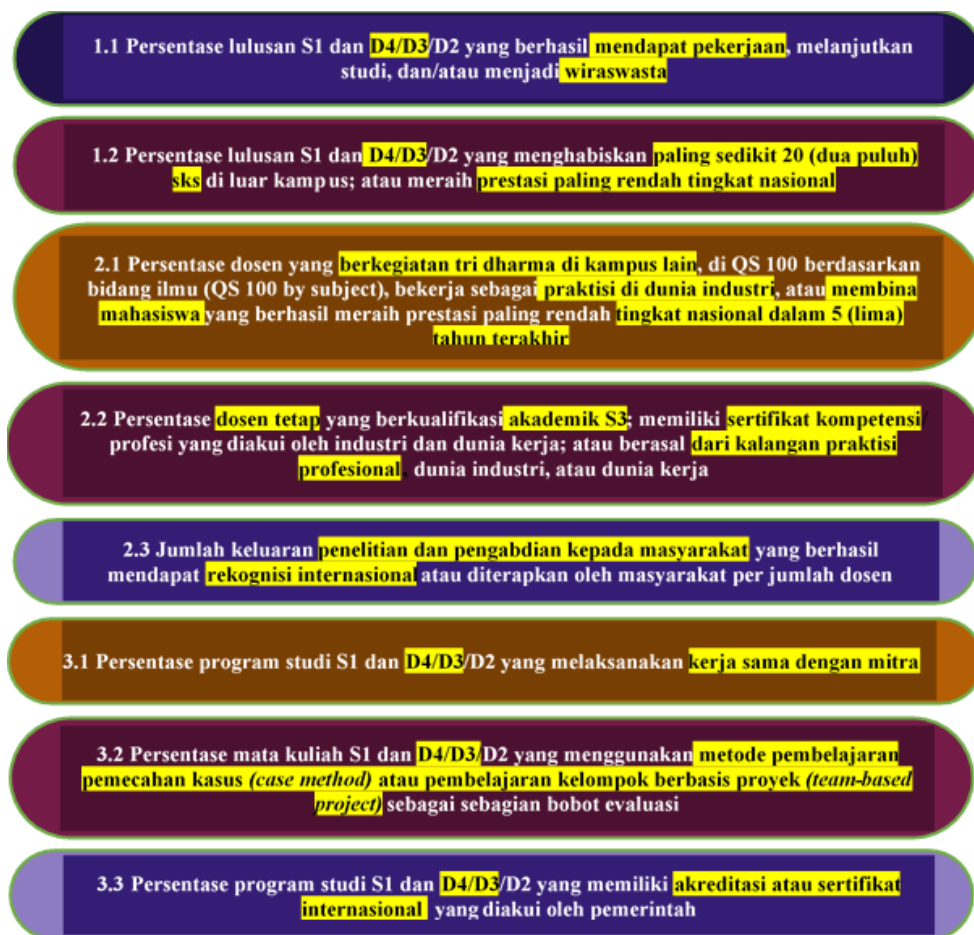 1.1 Persentase lulusan S1 dan D4/D3/D2 yang berhasil mendapat pekerjaan, melanjutkan
studi, dan/atau menjadi wiraswasta
1.2 Persentase lulusan S1 dan D4/D3/D2 yang menghabiskan paling sedikit 20 (dua puluh)
sks di luar kampus; atau meraih prestasi paling rendah tingkat nasional
2.1 Persentase dosen yang berkegiatan tri dharma di kampus lain, di QS 100 berdasarkan
bidang ilmu (QS 100 by subject), bekerja sebagai praktisi di dunia industri, atau membina
mahasiswa yang berhasil meraih prestasi paling rendah tingkat nasional dalam 5 (lima)
tahun terakhir
2.2 Persentase dosen tetap yang berkualifikasi akademik S3; memiliki sertifikat kompetensi/
profesi yang diakui oleh industri dan dunia kerja; atau berasal dari kalangan praktisi
profesional, dunia industri, atau dunia kerja
2.3 Jumlah keluaran penelitian dan pengabdian kepada masyarakat yang berhasil
mendapat rekognisi internasional atau diterapkan oleh masyarakat per jumlah dosen
3.1 Persentase program studi S1 dan D4/D3/D2 yang melaksanakan kerja sama dengan mitra
3.2 Persentase mata kuliah S1 dan D4/D3/D2 yang menggunakan metode pembelajaran
pemecahan kasus (case method) atau pembelajaran kelompok berbasis proyek (team-based
project) sebagai sebagian bobot evaluasi
3.3 Persentase program studi S1 dan D4/D3/D2 yang memiliki akreditasi atau sertifikat
internasional yang diakui oleh pemerintah